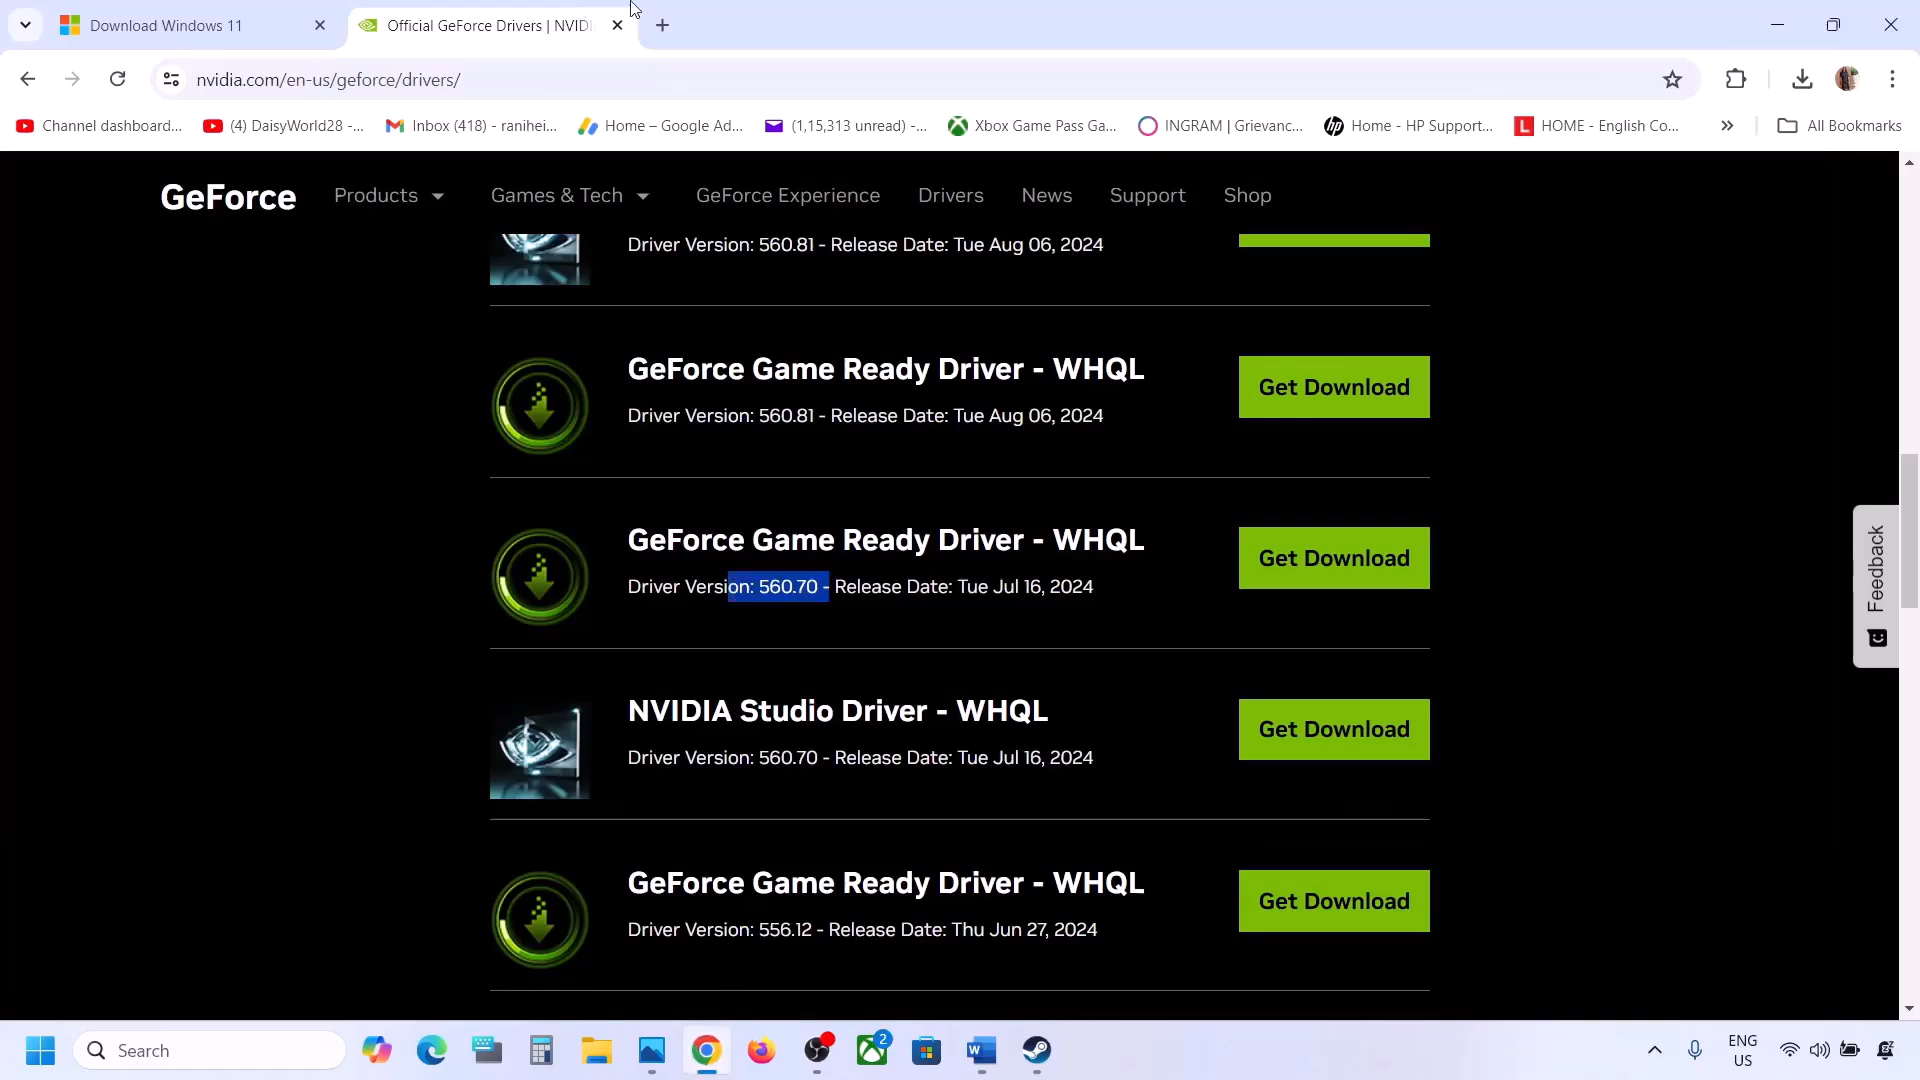 Download Windows 11
Official GeForce Drivers | NVIDI
nvidia.com/en-us/geforce/drivers/
Channel dashboard...
(4) DaisyWorld28 -...
Inbox (418) - ranihei...
Home – Google Ad...
(1,15,313 unread) -...
Xbox Game Pass Ga...
INGRAM | Grievanc...
Home - HP Support...
HOME - English Co...
All Bookmarks
GeForce
Products
Games & Tech
GeForce Experience
Drivers
News
Support
Shop
Driver Version: 560.81 - Release Date: Tue Aug 06, 2024
GeForce Game Ready Driver - WHQL
Driver Version: 560.81 - Release Date: Tue Aug 06, 2024
Get Download
GeForce Game Ready Driver - WHQL
Driver Version: 560.70 - Release Date: Tue Jul 16, 2024
Get Download
NVIDIA Studio Driver - WHQL
Driver Version: 560.70 - Release Date: Tue Jul 16, 2024
Get Download
GeForce Game Ready Driver - WHQL
Driver Version: 556.12 - Release Date: Thu Jun 27, 2024
Get Download
Feedback
Search
2
ENG
US